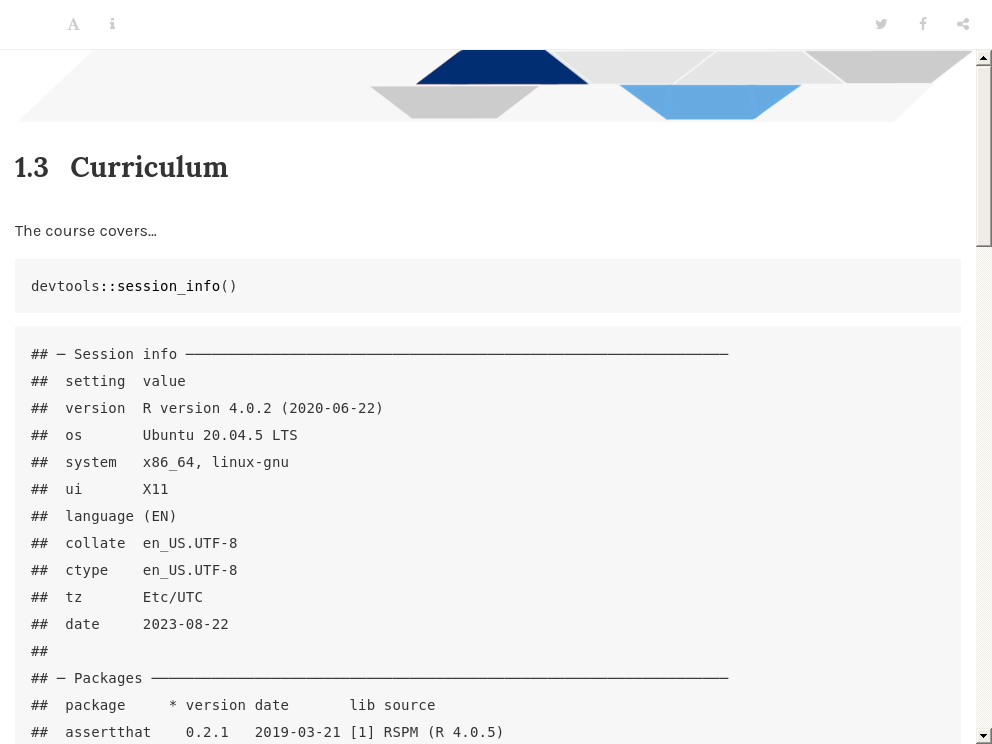 1.3 Curriculum
The course covers…
devtools::session_info()
## ─ Session info ───────────────────────────────────────────────────────────────
##  setting  value
##  version  R version 4.0.2 (2020-06-22)
##  os       Ubuntu 20.04.5 LTS
##  system   x86_64, linux-gnu
##  ui       X11
##  language (EN)
##  collate  en_US.UTF-8
##  ctype    en_US.UTF-8
##  tz       Etc/UTC
##  date     2023-08-22
##
## ─ Packages ───────────────────────────────────────────────────────────────────
##  package     * version date       lib source
##  assertthat    0.2.1   2019-03-21 [1] RSPM (R 4.0.5)